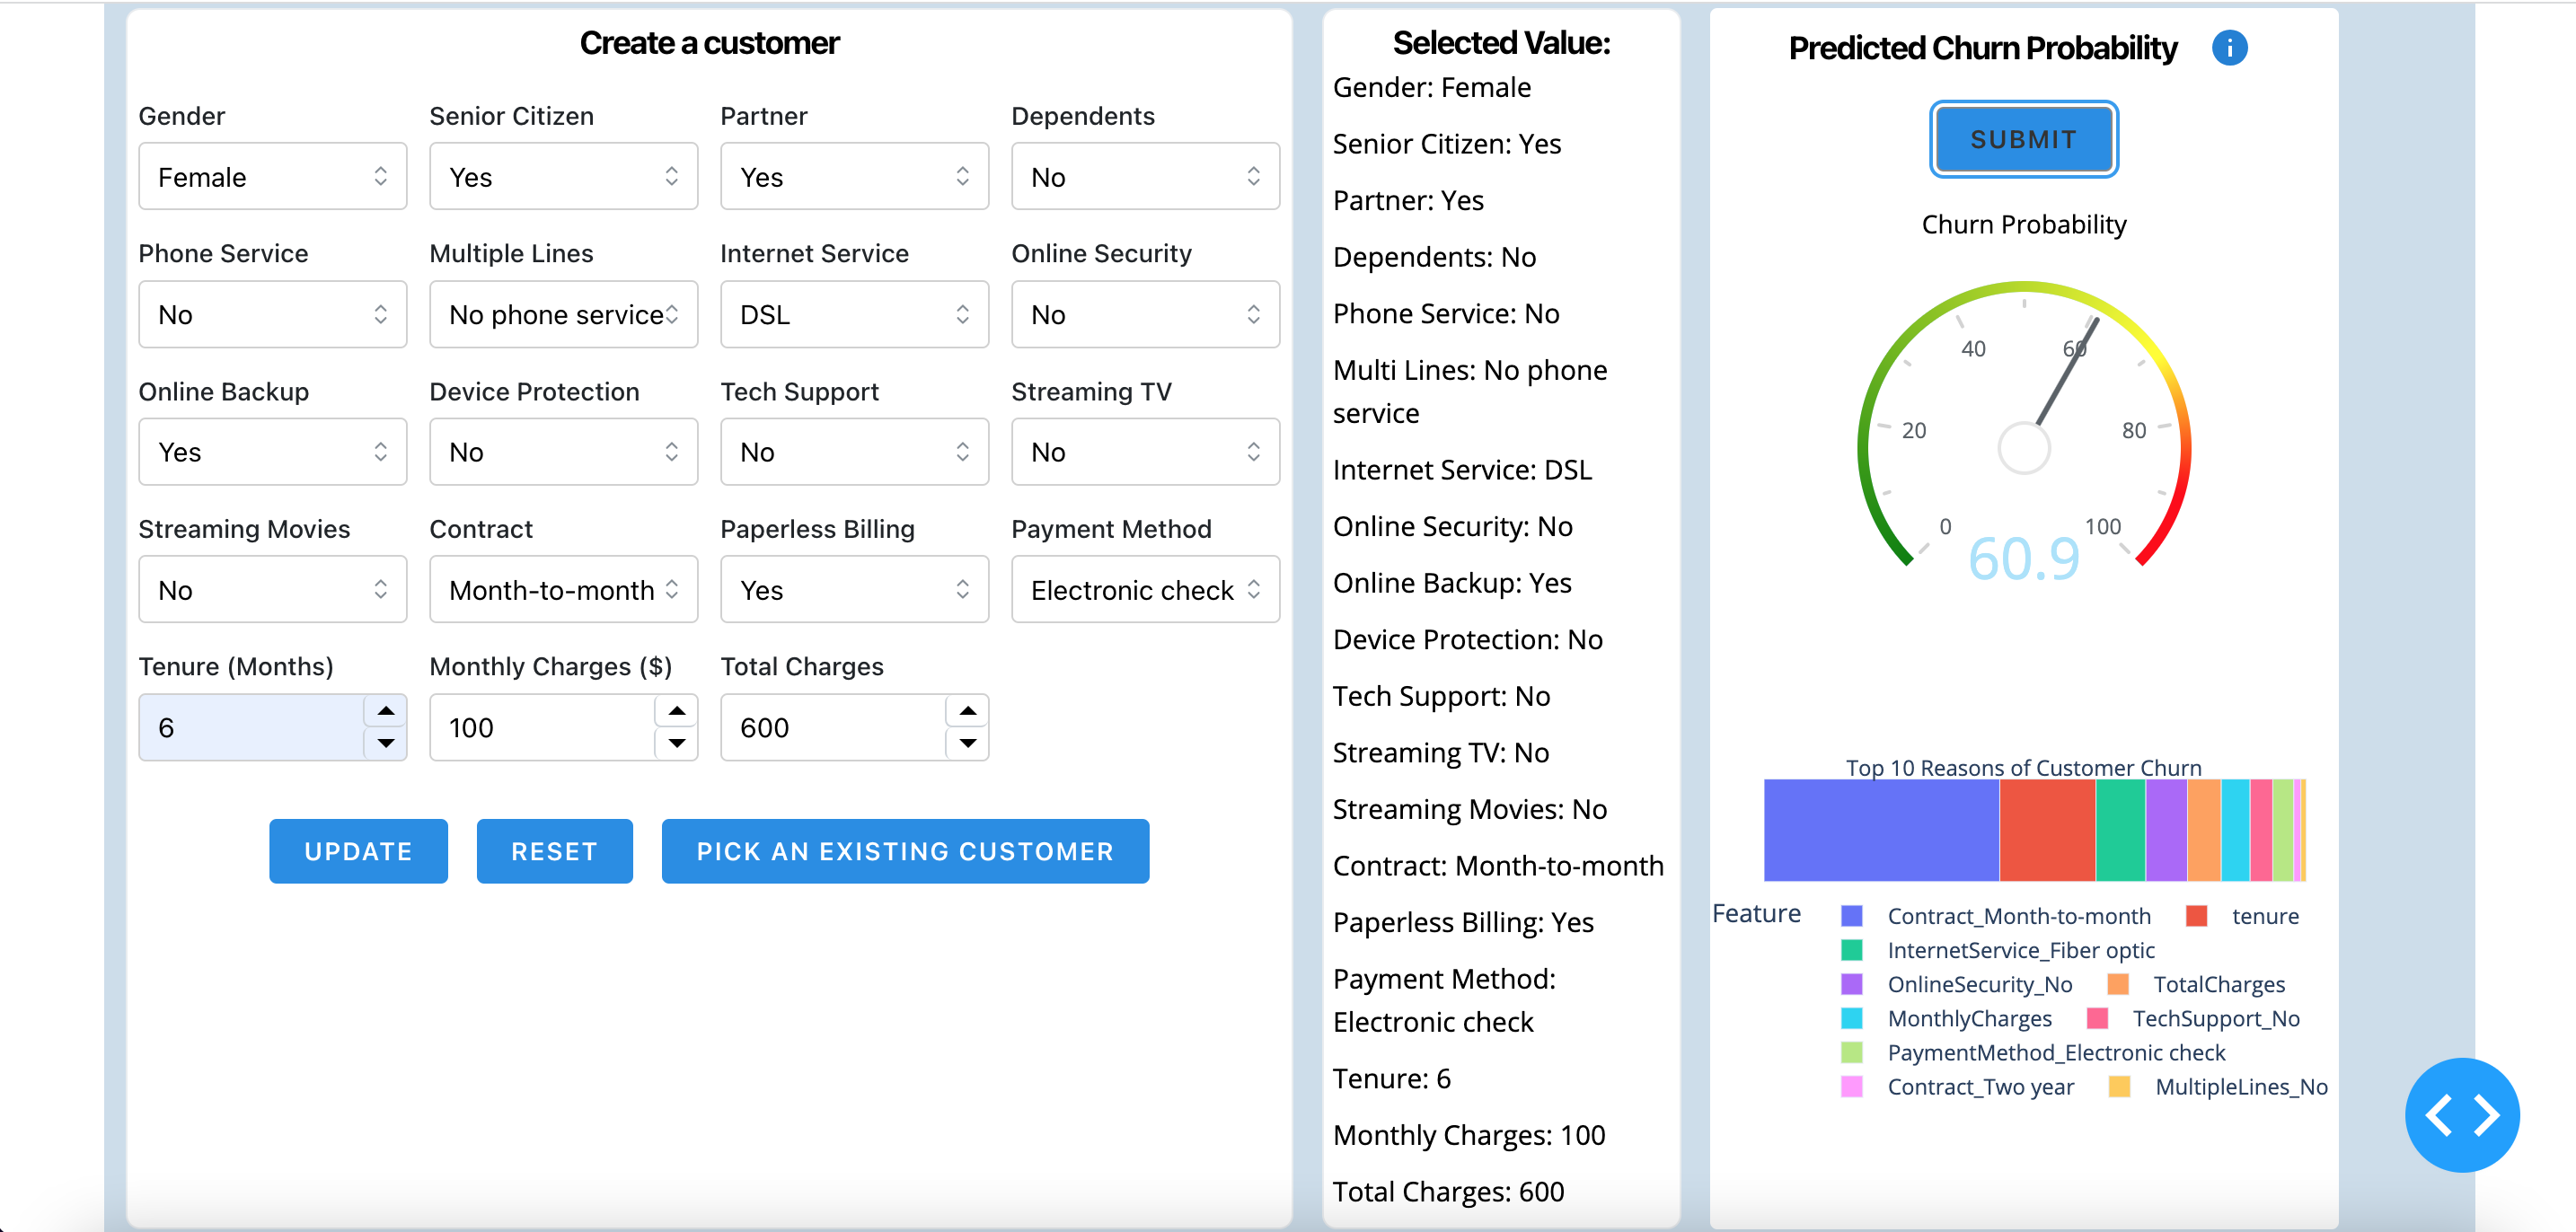 Create a customer
Gender Senior Citizen Partner Dependents
Female Yes Yes No
Phone Service Multiple Lines Internet Service Online Security
No No phone service DSL No
Online Backup Device Protection Tech Support Streaming TV
Yes No No No
Streaming Movies Contract Paperless Billing Payment Method
No Month-to-month Yes Electronic check
Tenure (Months) Monthly Charges ($) Total Charges
6 100 600
UPDATE RESET PICK AN EXISTING CUSTOMER
Selected Value:
Gender: Female
Senior Citizen: Yes
Partner: Yes
Dependents: No
Phone Service: No
Multi Lines: No phone
service
Internet Service: DSL
Online Security: No
Online Backup: Yes
Device Protection: No
Tech Support: No
Streaming TV: No
Streaming Movies: No
Contract: Month-to-month
Paperless Billing: Yes
Payment Method:
Electronic check
Tenure: 6
Monthly Charges: 100
Total Charges: 600
Predicted Churn Probability i
SUBMIT
Churn Probability
40 60
20 80
0 100
60.9
Top 10 Reasons of Customer Churn
Feature Contract_Month-to-month tenure
InternetService_Fiber optic
OnlineSecurity_No TotalCharges
MonthlyCharges TechSupport_No
PaymentMethod_Electronic check
Contract_Two year MultipleLines_No